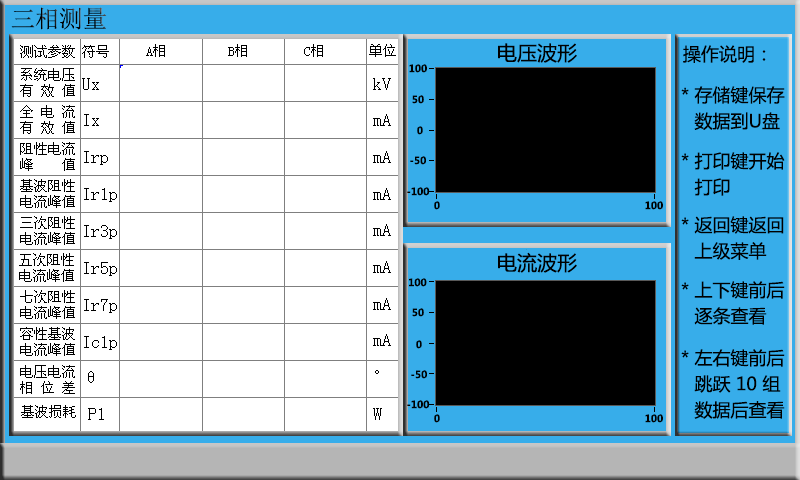 三相测量
测试参数 符号 A相 B相 C相 单位
系统电压
有效值 Ux kV
全电流
有效值 Ix mA
阻性电流
峰值 Irp mA
基波阻性
电流峰值 Ir1p mA
三次阻性
电流峰值 Ir3p mA
五次阻性
电流峰值 Ir5p mA
七次阻性
电流峰值 Ir7p mA
容性基波
电流峰值 Ic1p mA
电压电流
相位差 θ °
基波损耗 P1 W
电压波形
100
50
0
-50
-100
0 100
电流波形
100
50
0
-50
-100
0 100
操作说明：
* 存储键保存
数据到U盘
* 打印键开始
打印
* 返回键返回
上级菜单
* 上下键前后
逐条查看
* 左右键前后
跳跃 10 组
数据后查看